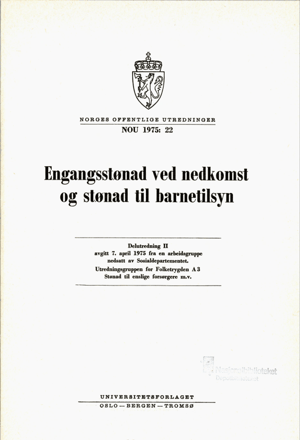 NORGES OFFENTLIGE UTREDNINGER
NOU 1975: 22
Engangsstønad ved nedkomst
og stønad til barnetilsyn
Delutredning II
avgitt 7. april 1975 fra en arbeidsgruppe
nedsatt av Sosialdepartementet.
Utredningsgruppen for Folketrygden A 3
Stønad til enslige forsørgere m.v.
UNIVERSITETSFORLAGET
OSLO — BERGEN — TROMSØ